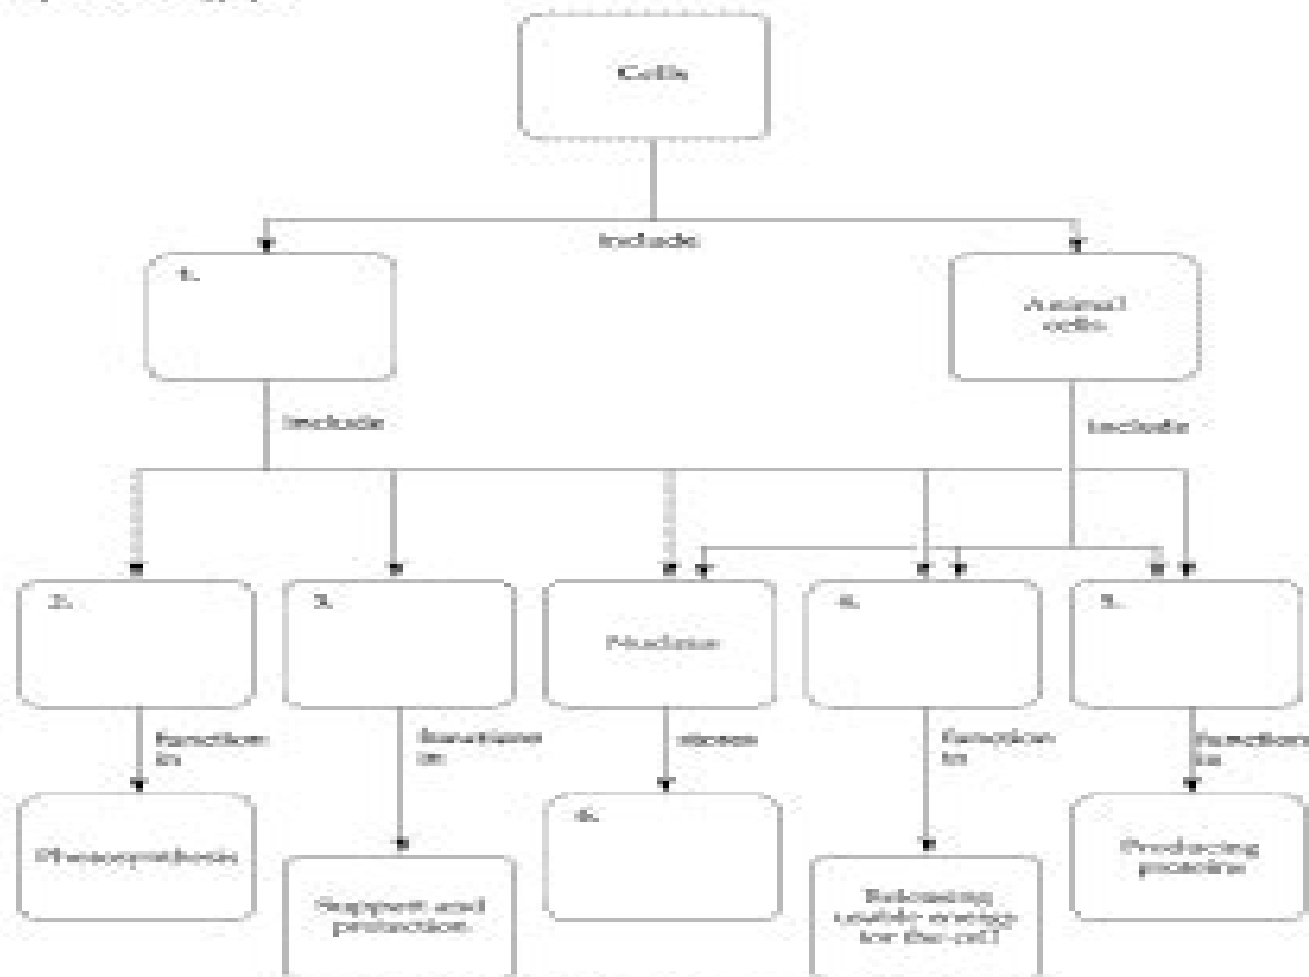 Cells
include
1.
Animal
cells
include
include
2.
3.
Nucleus
4.
5.
function
in
functions
in
stores
function
in
function
in
Photosynthesis
Support and
protection
6.
Releasing
usable energy
for the cell
Producing
proteins